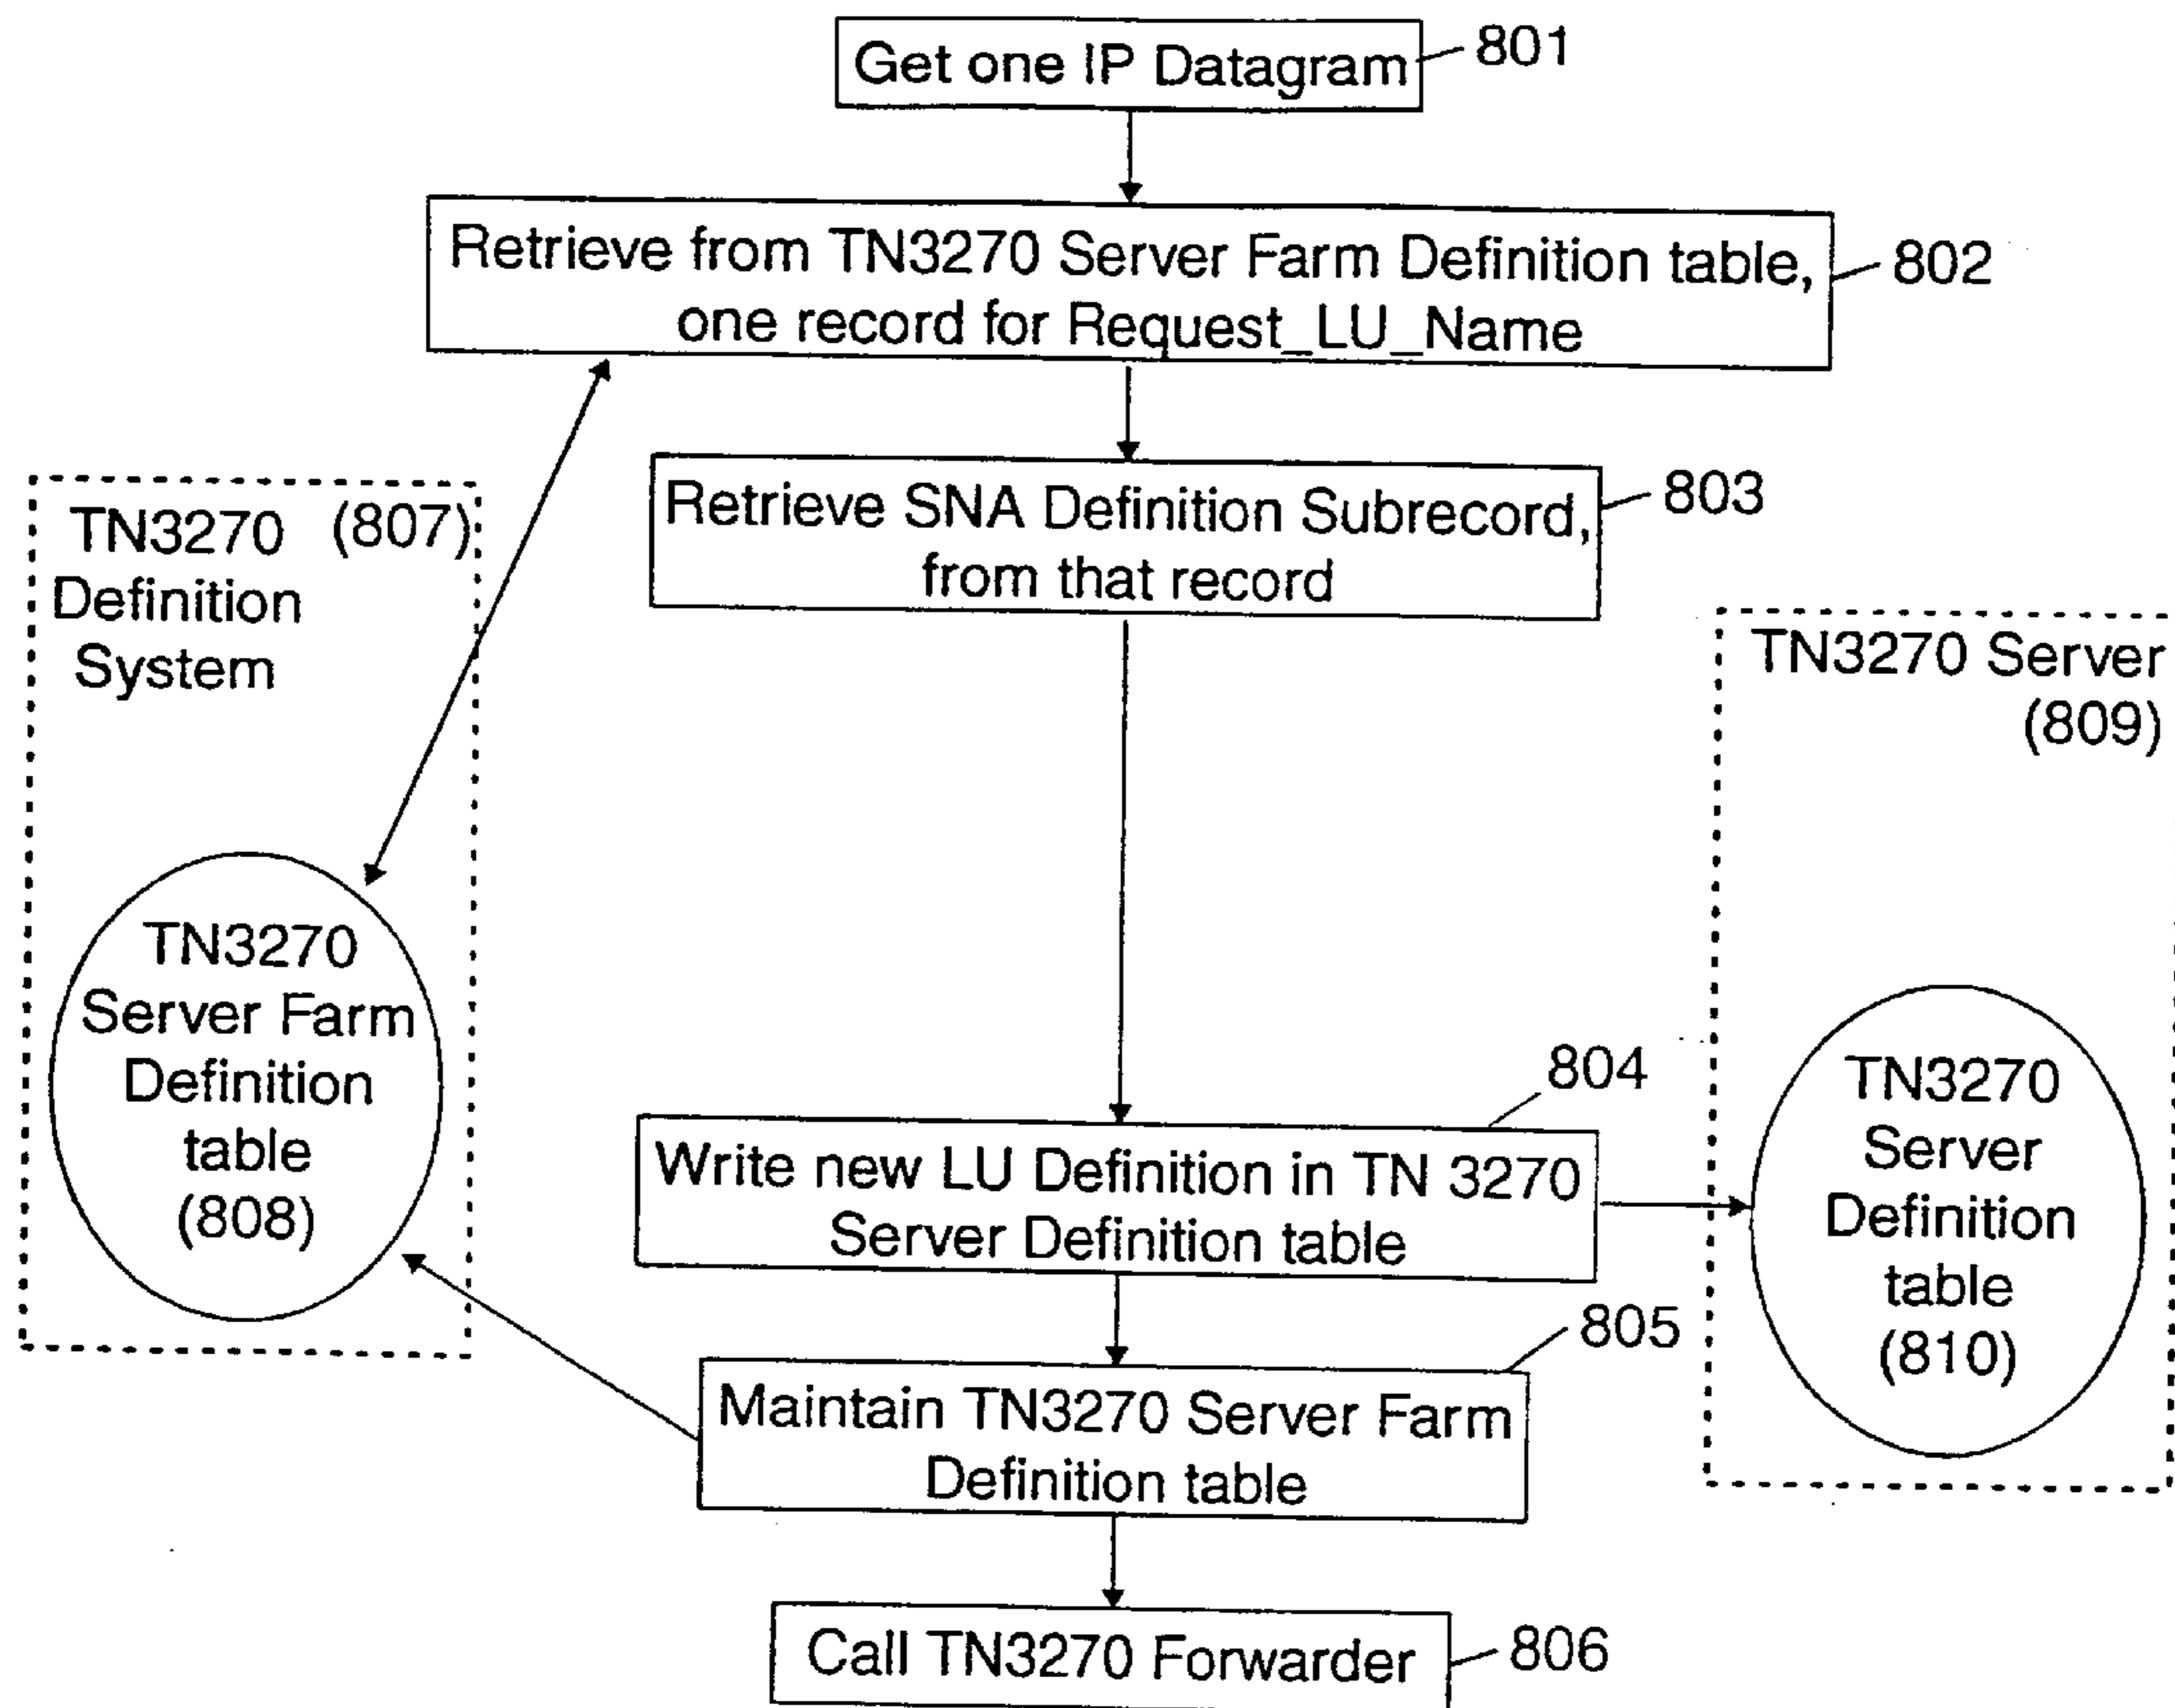 Get one IP Datagram
801
Retrieve from TN3270 Server Farm Definition table,
one record for Request_LU_Name
802
Retrieve SNA Definition Subrecord,
from that record
803
TN3270 (807)
Definition
System
TN3270 Server
(809)
TN3270
Server Farm
Definition
table
(808)
TN3270
Server
Definition
table
(810)
804
Write new LU Definition in TN 3270
Server Definition table
805
Maintain TN3270 Server Farm
Definition table
Call TN3270 Forwarder
806